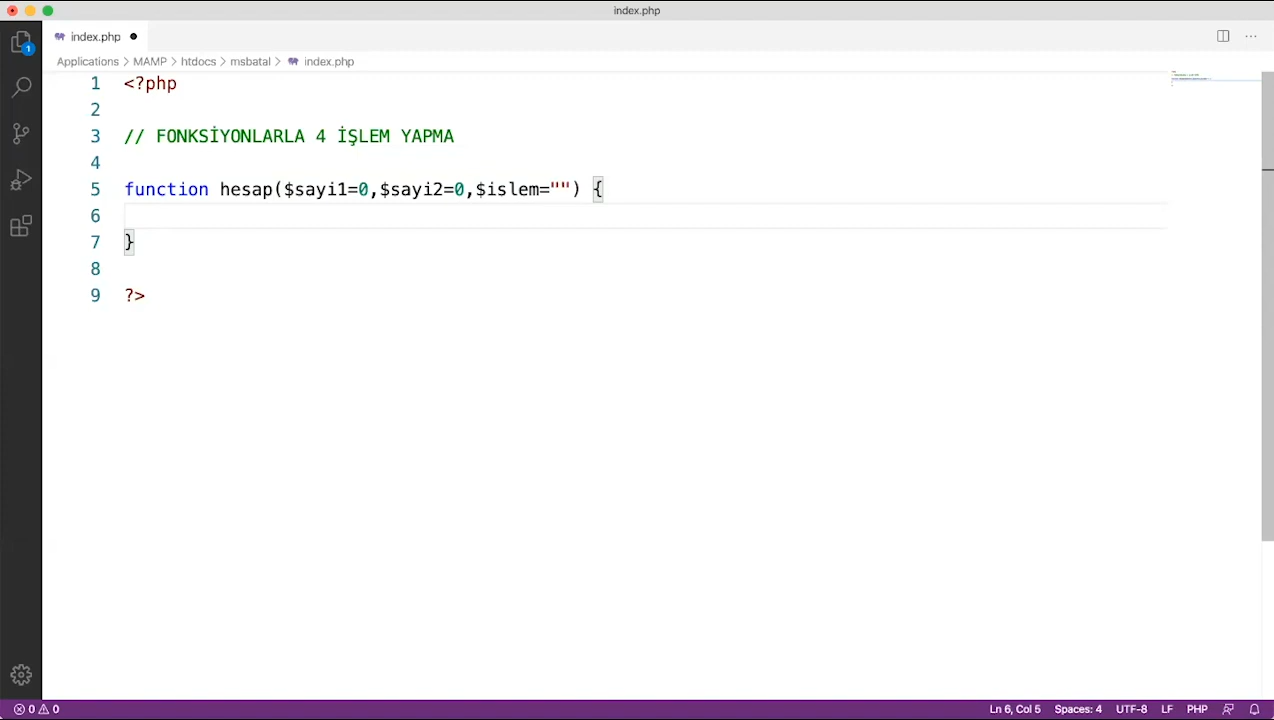 index.php
1
index.php
Applications > MAMP > htdocs > msbatal > index.php
1 <?php
2
3 // FONKSİYONLARLA 4 İŞLEM YAPMA
4
5 function hesap($sayi1=0,$sayi2=0,$islem="") {
6
7 }
8
9 ?>
0 0 Ln 6, Col 5 Spaces: 4 UTF-8 LF PHP